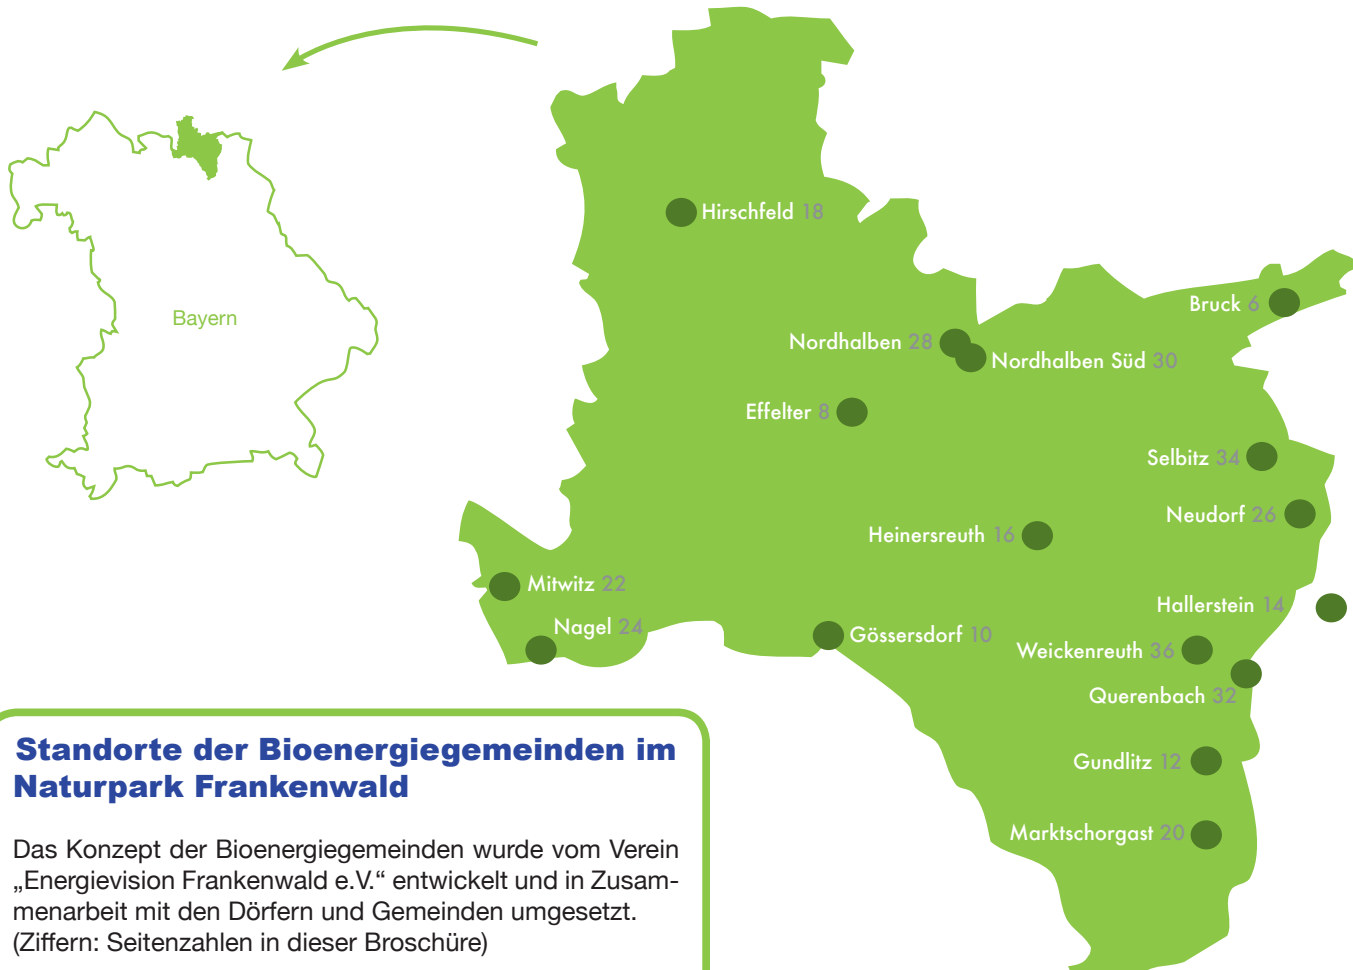 Bayern
Hirschfeld 18
Bruck 6
Nordhalben 28
Nordhalben Süd 30
Effelter 8
Selbitz 34
Neudorf 26
Heinersreuth 16
Mitwitz 22
Hallerstein 14
Nagel 24
Gössersdorf 10
Weickenreuth 36
Querenbach 32
Gundlitz 12
Marktschorgast 20
Standorte der Bioenergiegemeinden im
Naturpark Frankenwald
Das Konzept der Bioenergiegemeinden wurde vom Verein
„Energievision Frankenwald e.V.“ entwickelt und in Zusam-
menarbeit mit den Dörfern und Gemeinden umgesetzt.
(Ziffern: Seitenzahlen in dieser Broschüre)